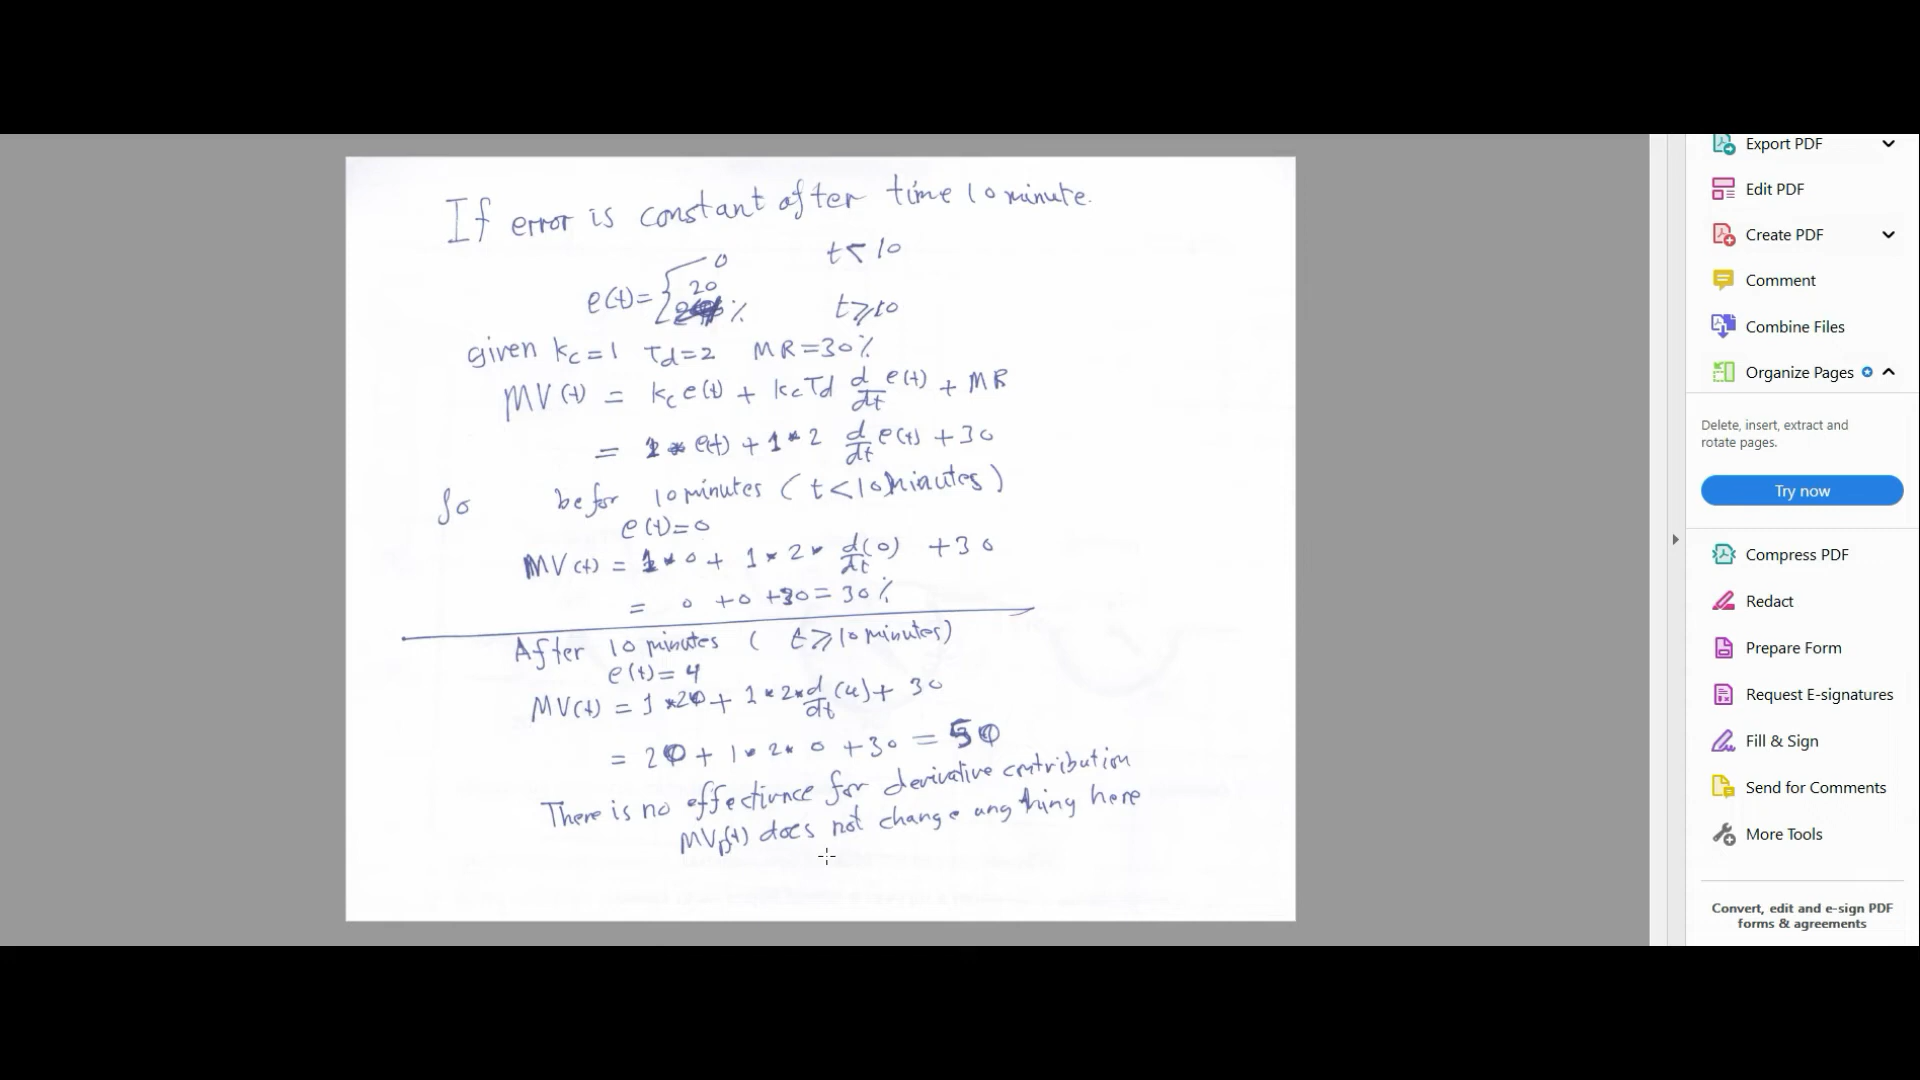 If error is constant after time 10 minute.
e(t) = { 0 t < 10
20 % t ≥ 10
given kc = 1 Td = 2 MR = 30%
MV(t) = kc e(t) + kc Td d/dt e(t) + MR
= 1 * e(t) + 1 * 2 d/dt e(t) + 30
So befor 10 minutes ( t < 10 minutes )
e(t) = 0
MV(t) = 1 * 0 + 1 * 2 * d/dt (0) + 30
= 0 + 0 + 30 = 30 %
After 10 minutes ( t ≥ 10 minutes )
e(t) = 4
MV(t) = 1 * 20 + 1 * 2 * d/dt (4) + 30
= 20 + 1 * 2 * 0 + 30 = 50
There is no effectivnce for derivative contribution
MVD(t) does not change any thing here
Export PDF
Edit PDF
Create PDF
Comment
Combine Files
Organize Pages
Delete, insert, extract and
rotate pages.
Try now
Compress PDF
Redact
Prepare Form
Request E-signatures
Fill & Sign
Send for Comments
More Tools
Convert, edit and e-sign PDF
forms & agreements